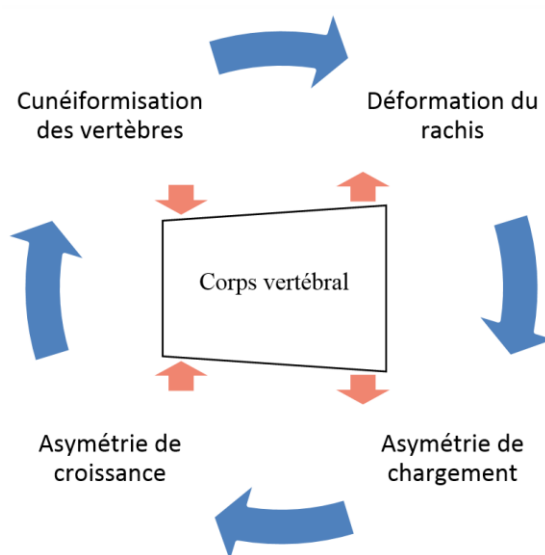 Cunéiformisation
des vertèbres
Déformation du
rachis
Corps vertébral
Asymétrie de
croissance
Asymétrie de
chargement